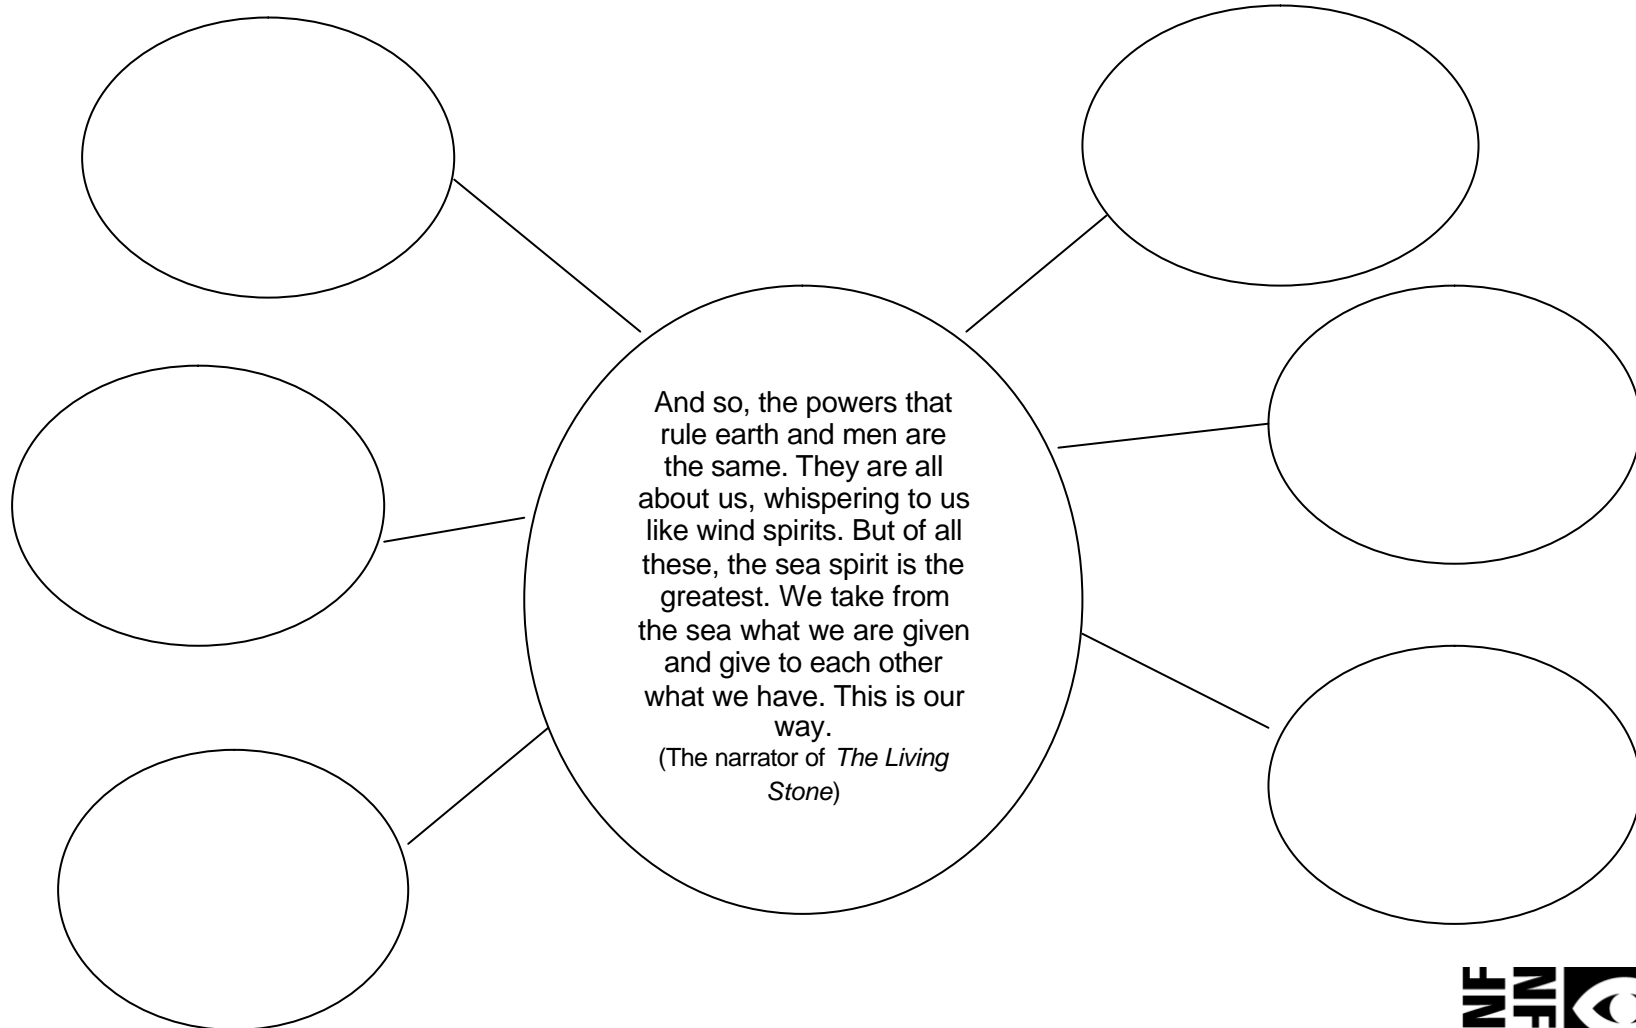 And so, the powers that
rule earth and men are
the same. They are all
about us, whispering to us
like wind spirits. But of all
these, the sea spirit is the
greatest. We take from
the sea what we are given
and give to each other
what we have. This is our
way.
(The narrator of The Living
Stone)
NF
NF